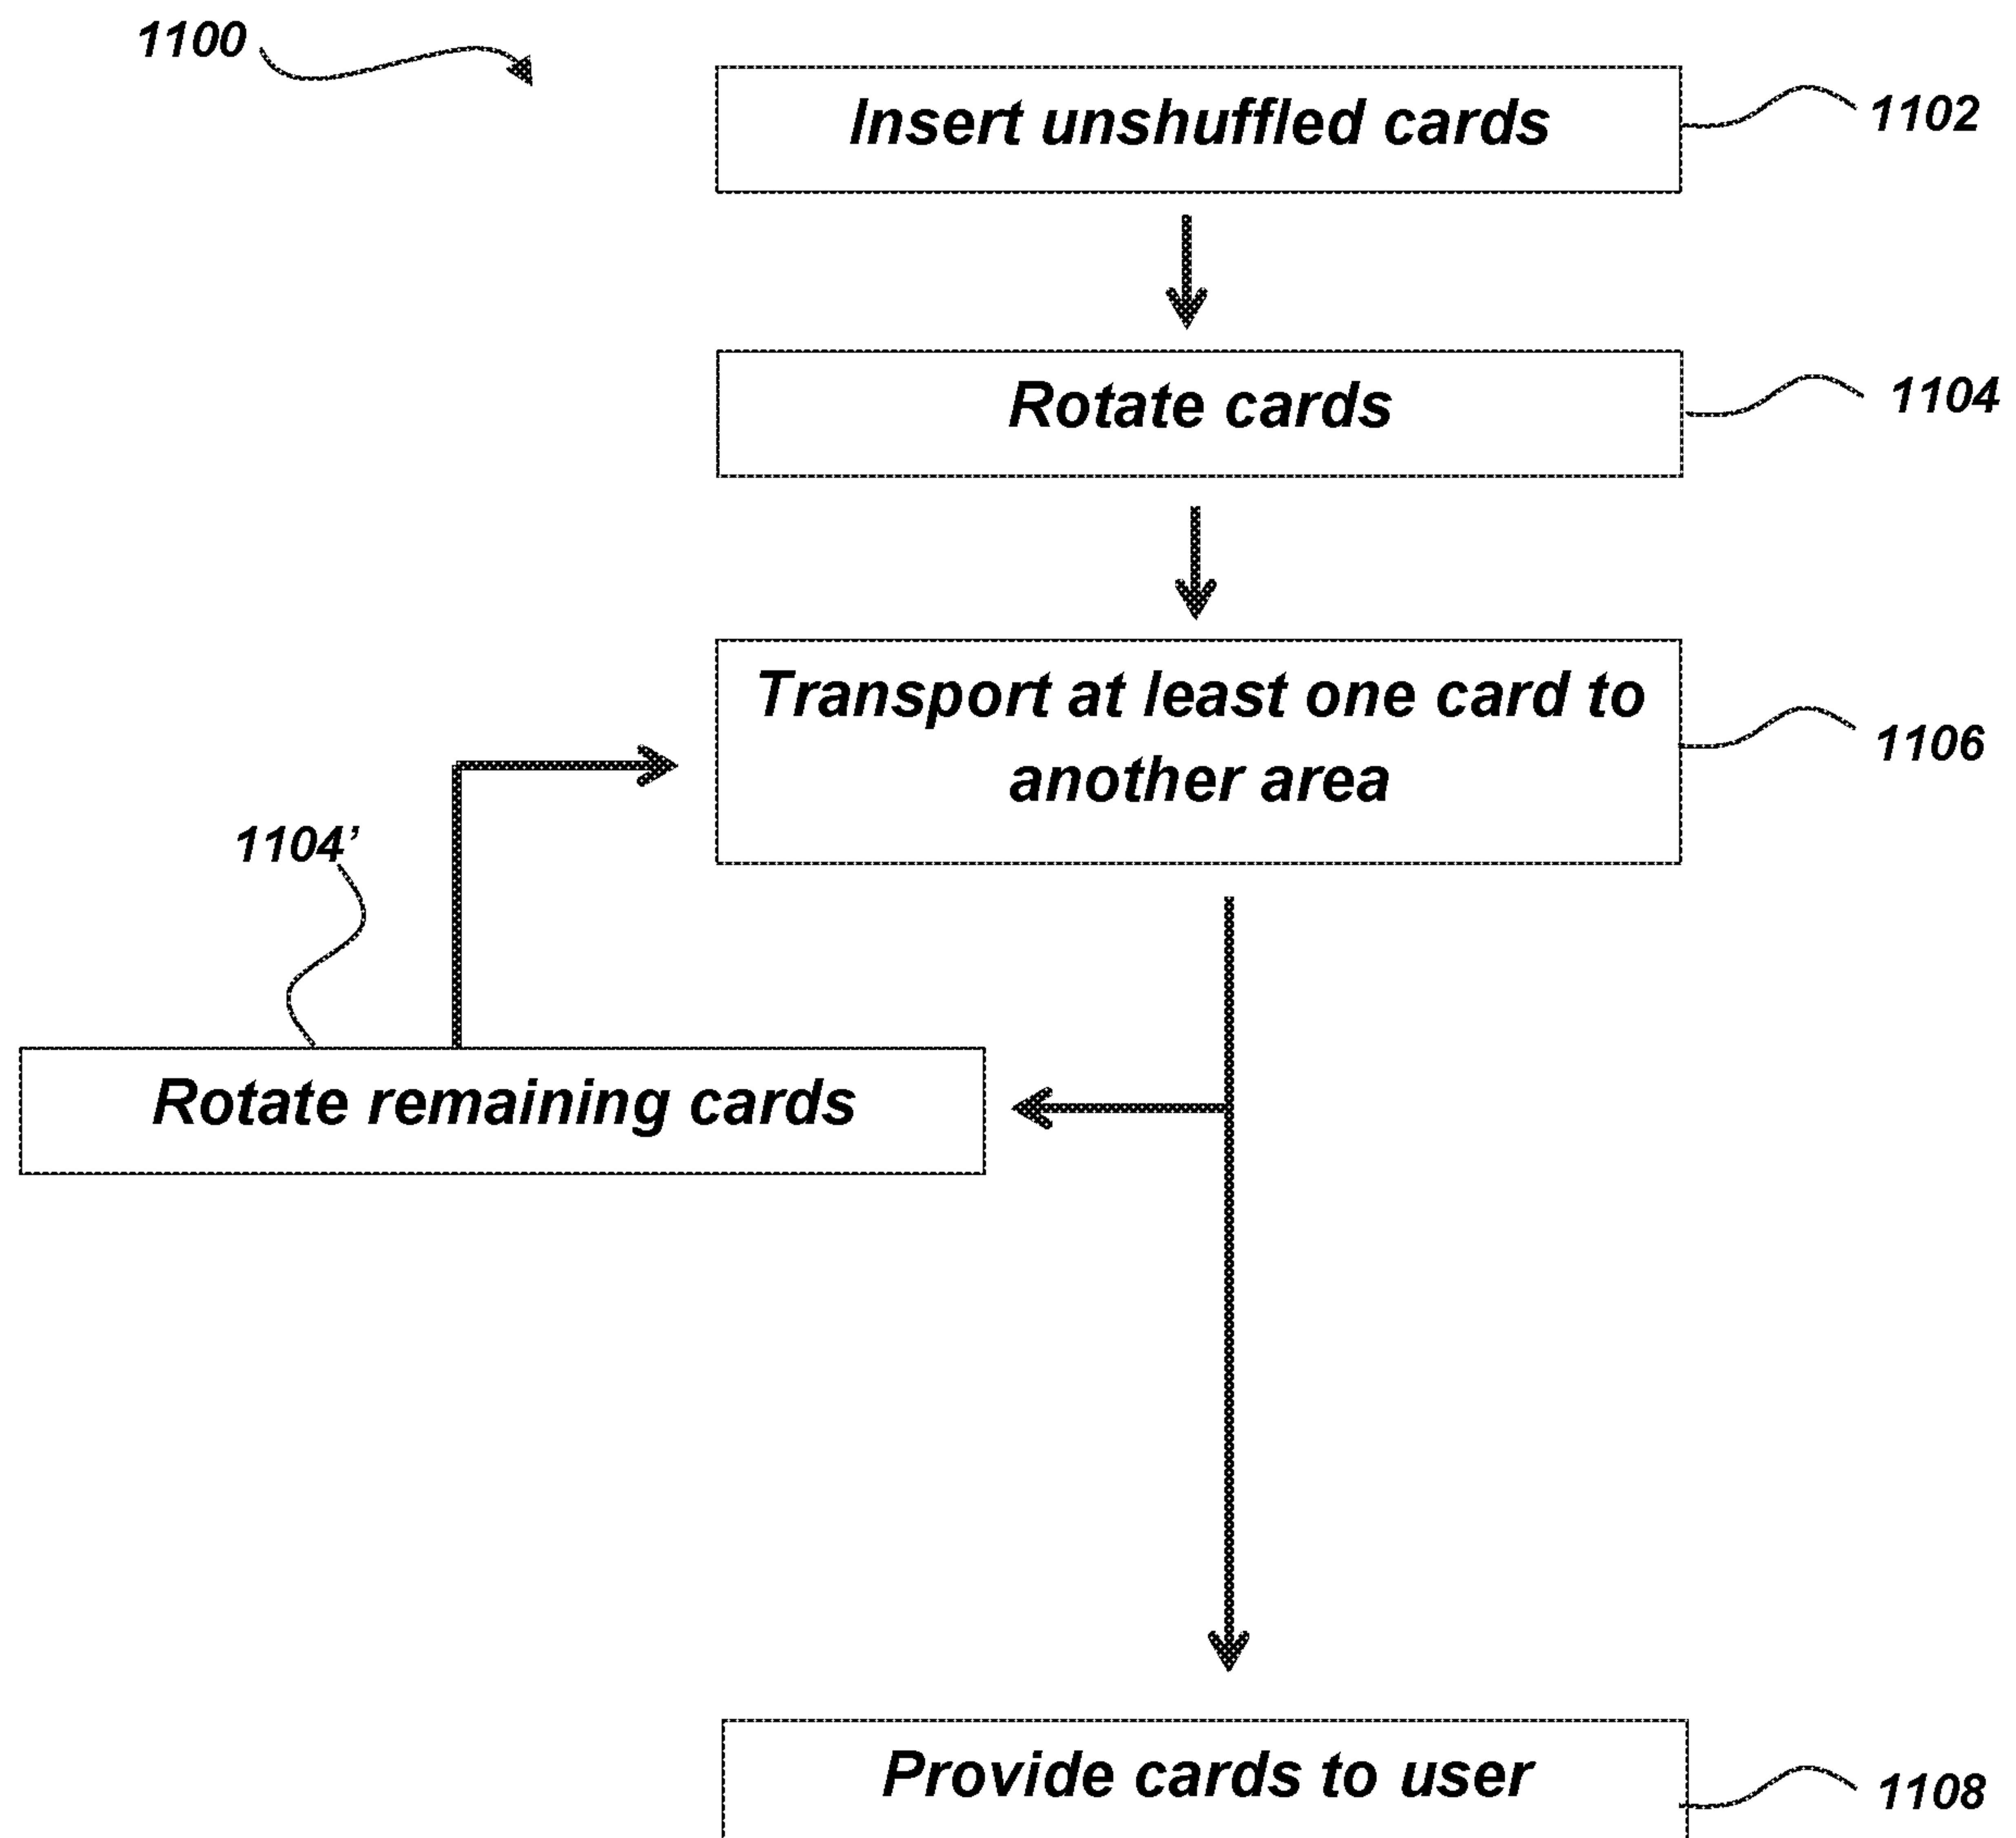 1100
Insert unshuffled cards
1102
Rotate cards
1104
Transport at least one card to
another area
1106
1104’
Rotate remaining cards
Provide cards to user
1108